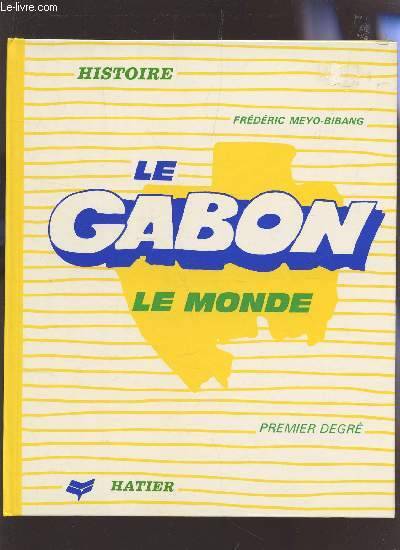 Le-livre.com
HISTOIRE
FRÉDÉRIC MEYO-BIBANG
LE
GABON
LE MONDE
PREMIER DEGRÉ
HATIER